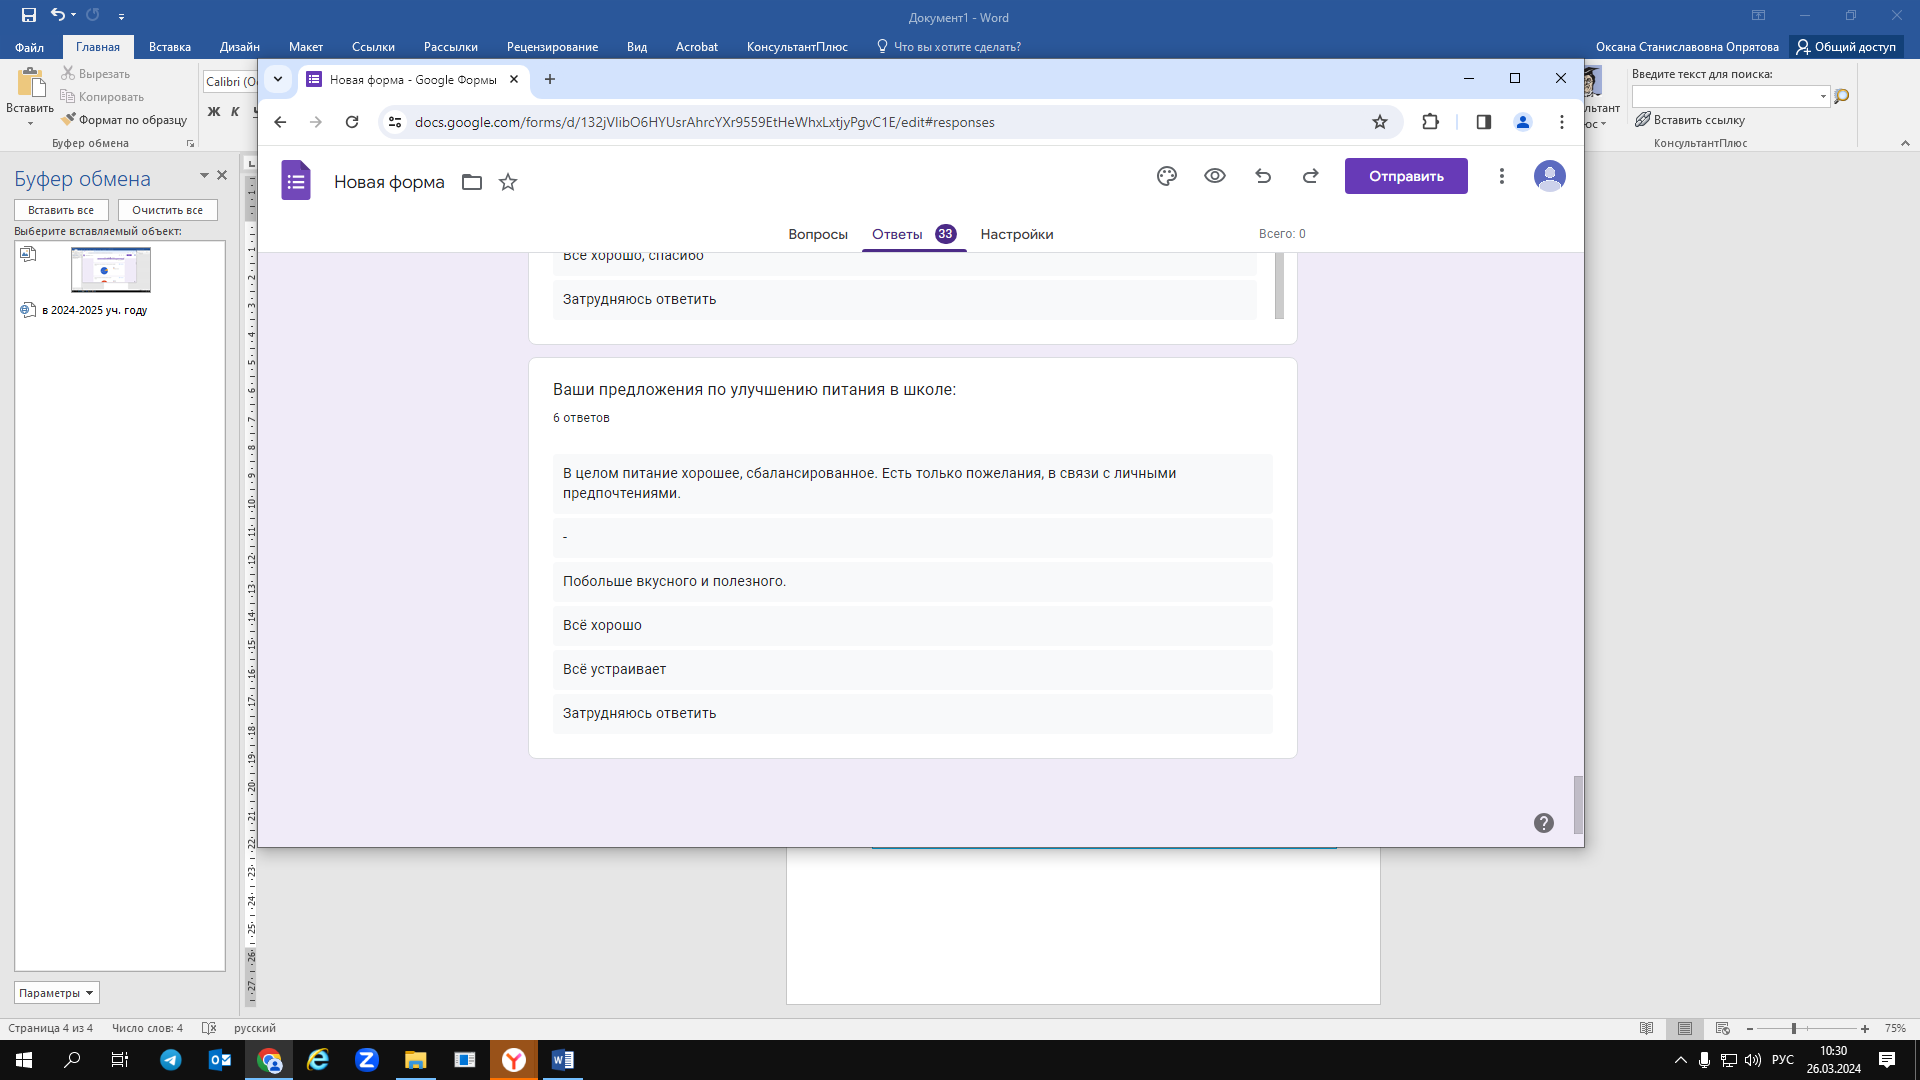 Документ1 - Word
Файл
Главная
Вставка
Дизайн
Макет
Ссылки
Рассылки
Рецензирование
Вид
Acrobat
КонсультантПлюс
Что вы хотите сделать?
Оксана Станиславовна Опрятова
Общий доступ
Вставить
Вырезать
Копировать
Формат по образцу
Буфер обмена
Calibri (О
Ж К Ч
Введите текст для поиска:
Вставить ссылку
КонсультантПлюс
Буфер обмена
Вставить все
Очистить все
Выберите вставляемый объект:
в 2024-2025 уч. году
Параметры
Новая форма - Google Формы
docs.google.com/forms/d/132jVlibO6HYUsrAhrcYXr9559EtHeWhxLxtjyPgvC1E/edit#responses
Новая форма
Отправить
Вопросы
Ответы 33
Настройки
Всего: 0
Все хорошо, спасибо
Затрудняюсь ответить
Ваши предложения по улучшению питания в школе:
6 ответов
В целом питание хорошее, сбалансированное. Есть только пожелания, в связи с личными
предпочтениями.
-
Побольше вкусного и полезного.
Всё хорошо
Всё устраивает
Затрудняюсь ответить
Страница 4 из 4
Число слов: 4
русский
75%
РУС
10:30
26.03.2024